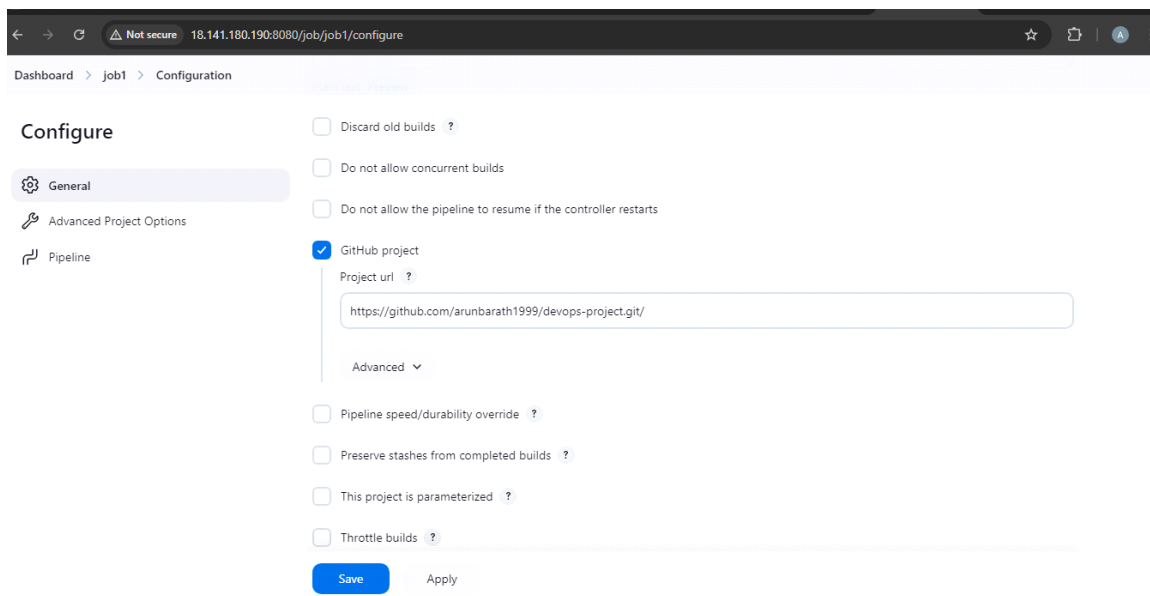 Not secure 18.141.180.190:8080/job/job1/configure
A
Dashboard > job1 > Configuration
Configure
General
Advanced Project Options
Pipeline
Discard old builds ?
Do not allow concurrent builds
Do not allow the pipeline to resume if the controller restarts
GitHub project
Project url ?
https://github.com/arunbarath1999/devops-project.git/
Advanced
Pipeline speed/durability override ?
Preserve stashes from completed builds ?
This project is parameterized ?
Throttle builds ?
Save Apply